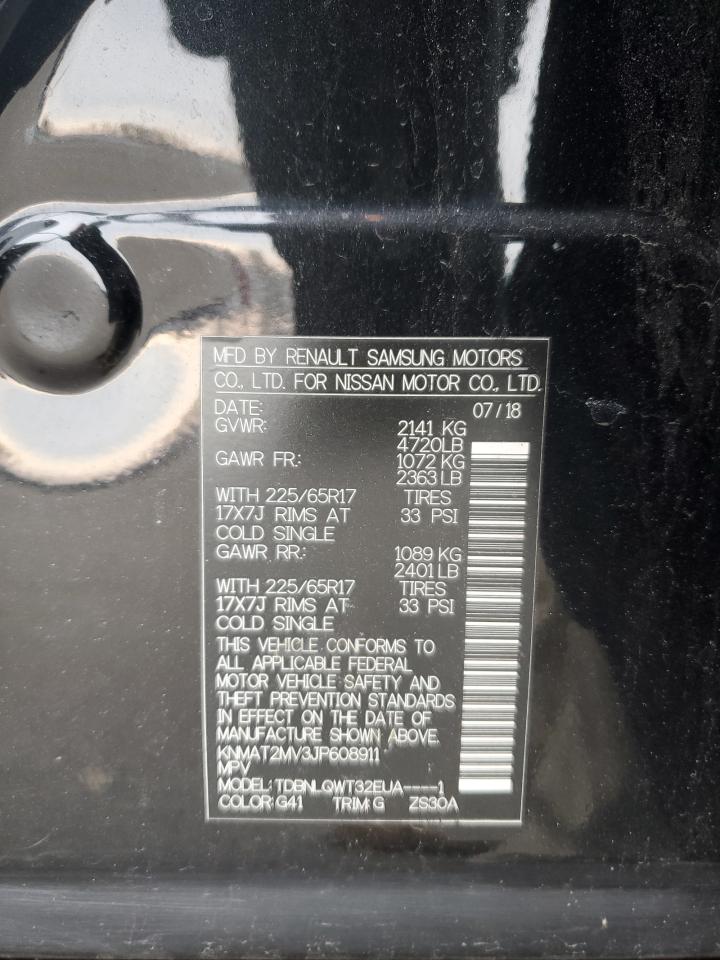 MFD BY RENAULT SAMSUNG MOTORS
CO., LTD. FOR NISSAN MOTOR CO., LTD.
DATE: 07/18
GVWR: 2141 KG
4720LB
GAWR FR: 1072 KG
2363 LB
WITH 225/65R17 TIRES
17X7J RIMS AT 33 PSI
COLD SINGLE
GAWR RR: 1089 KG
2401 LB
WITH 225/65R17 TIRES
17X7J RIMS AT 33 PSI
COLD SINGLE
THIS VEHICLE CONFORMS TO
ALL APPLICABLE FEDERAL
MOTOR VEHICLE SAFETY AND
THEFT PREVENTION STANDARDS
IN EFFECT ON THE DATE OF
MANUFACTURE SHOWN ABOVE.
KNMAT2MV3JP608911
MPV
MODEL: TDBNLQWT32EUA----1
COLOR: G41 TRIM: G ZS30A